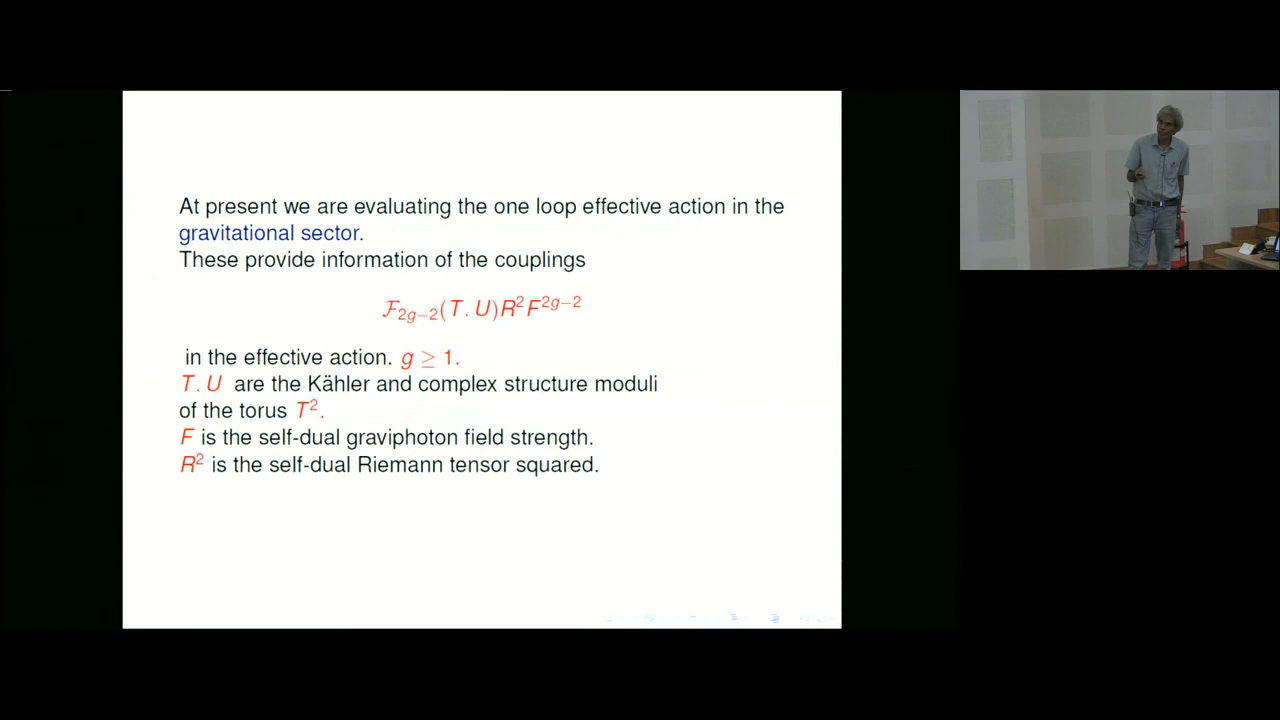 At present we are evaluating the one loop effective action in the
gravitational sector.
These provide information of the couplings
ℱ₂g₋₂(T. U)R²F²ᵍ⁻²
in the effective action. g ≥ 1.
T. U are the Kähler and complex structure moduli
of the torus T².
F is the self-dual graviphoton field strength.
R² is the self-dual Riemann tensor squared.